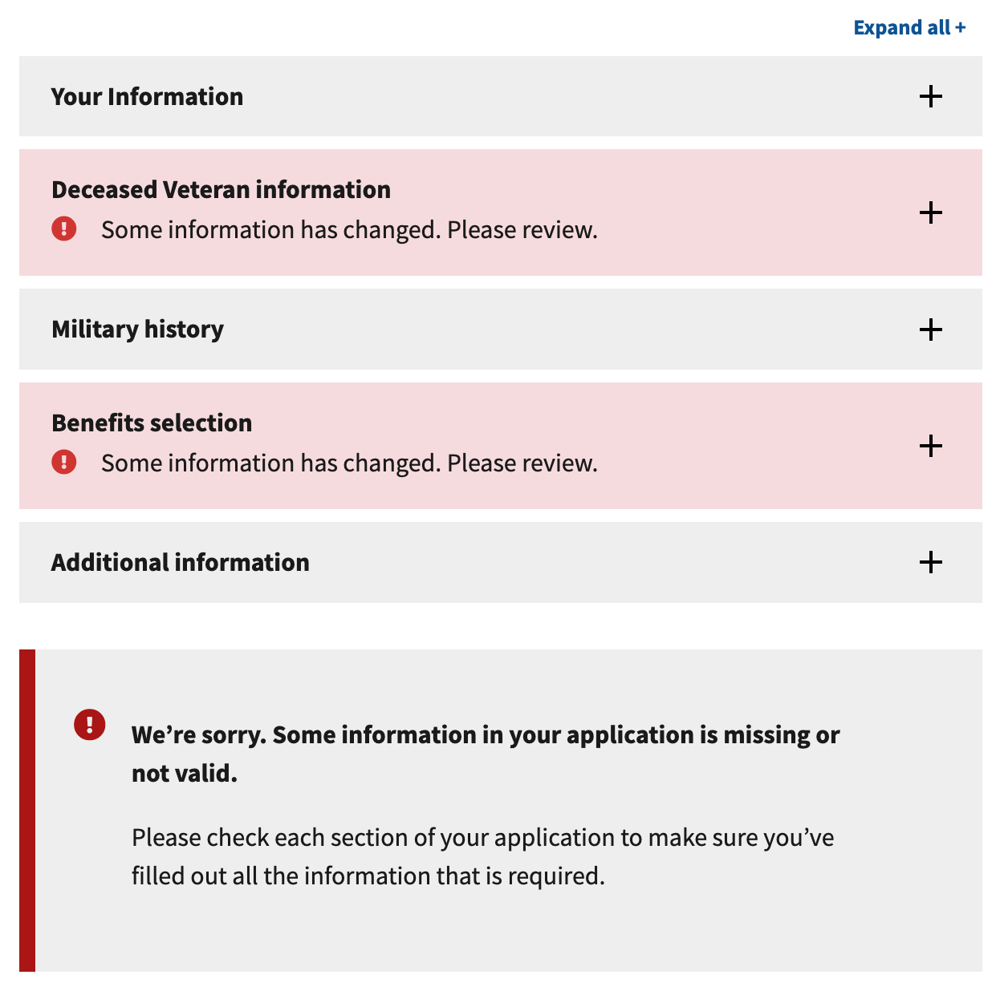 Expand all +
Your Information
Deceased Veteran information
Some information has changed. Please review.
Military history
Benefits selection
Some information has changed. Please review.
Additional information
We’re sorry. Some information in your application is missing or
not valid.
Please check each section of your application to make sure you’ve
filled out all the information that is required.